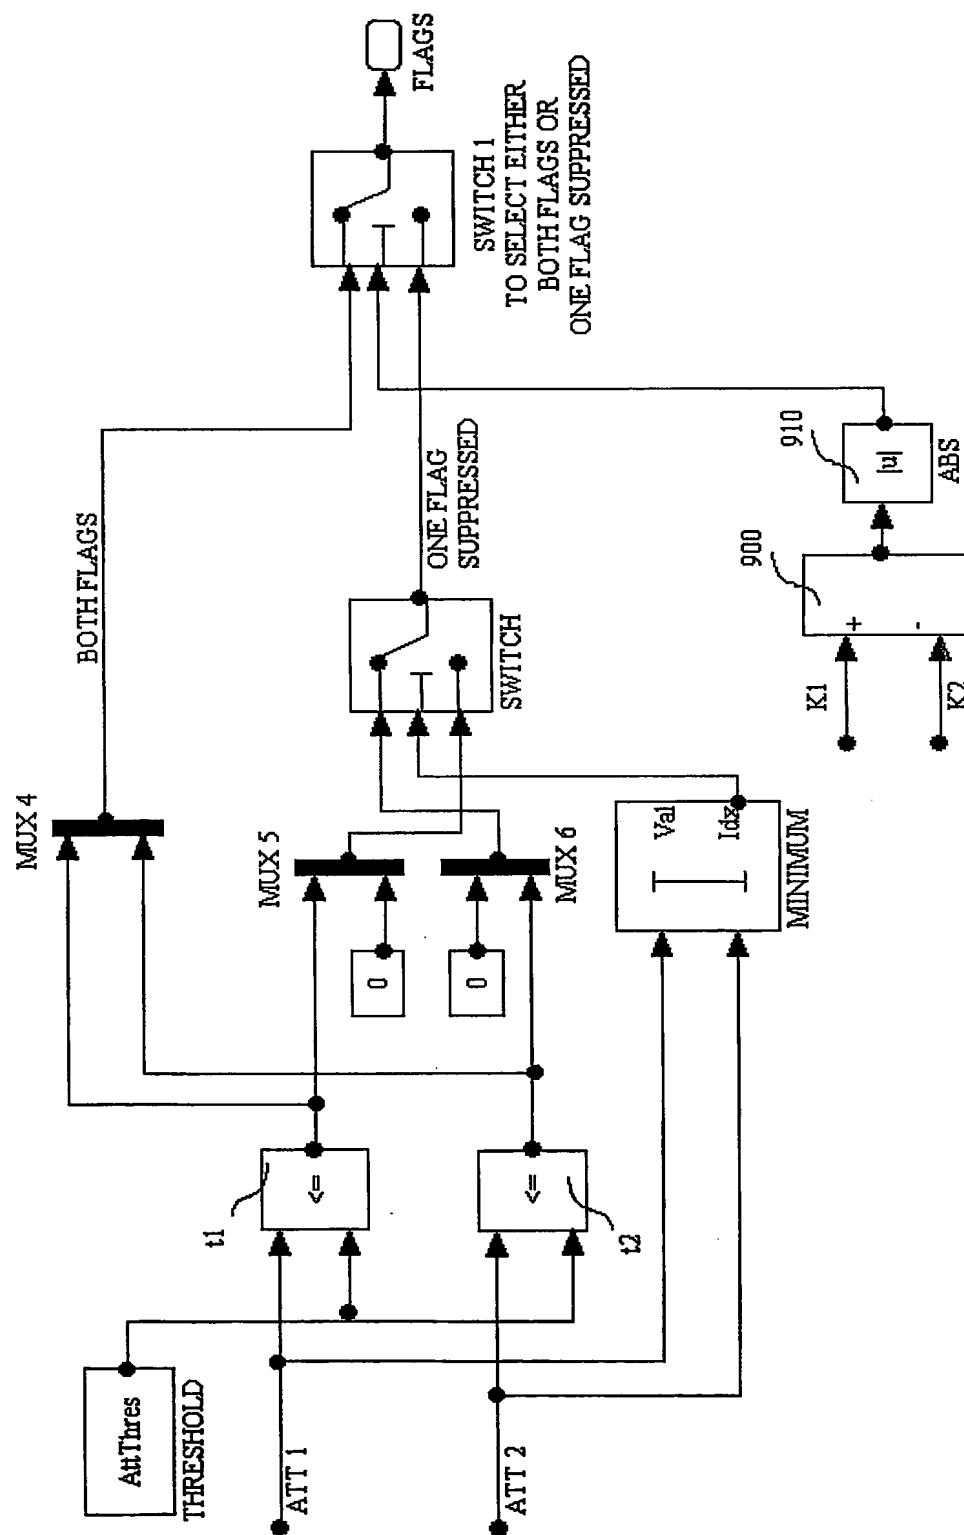 FLAGS
SWITCH 1
TO SELECT EITHER
BOTH FLAGS OR
ONE FLAG SUPPRESSED
BOTH FLAGS
ONE FLAG
SUPPRESSED
910
|u|
ABS
900
+
-
K1
K2
SWITCH
MUX 4
MUX 5
MUX 6
0
0
Val
Idx
MINIMUM
t1
<=
<=
t2
AttThres
THRESHOLD
ATT 1
ATT 2